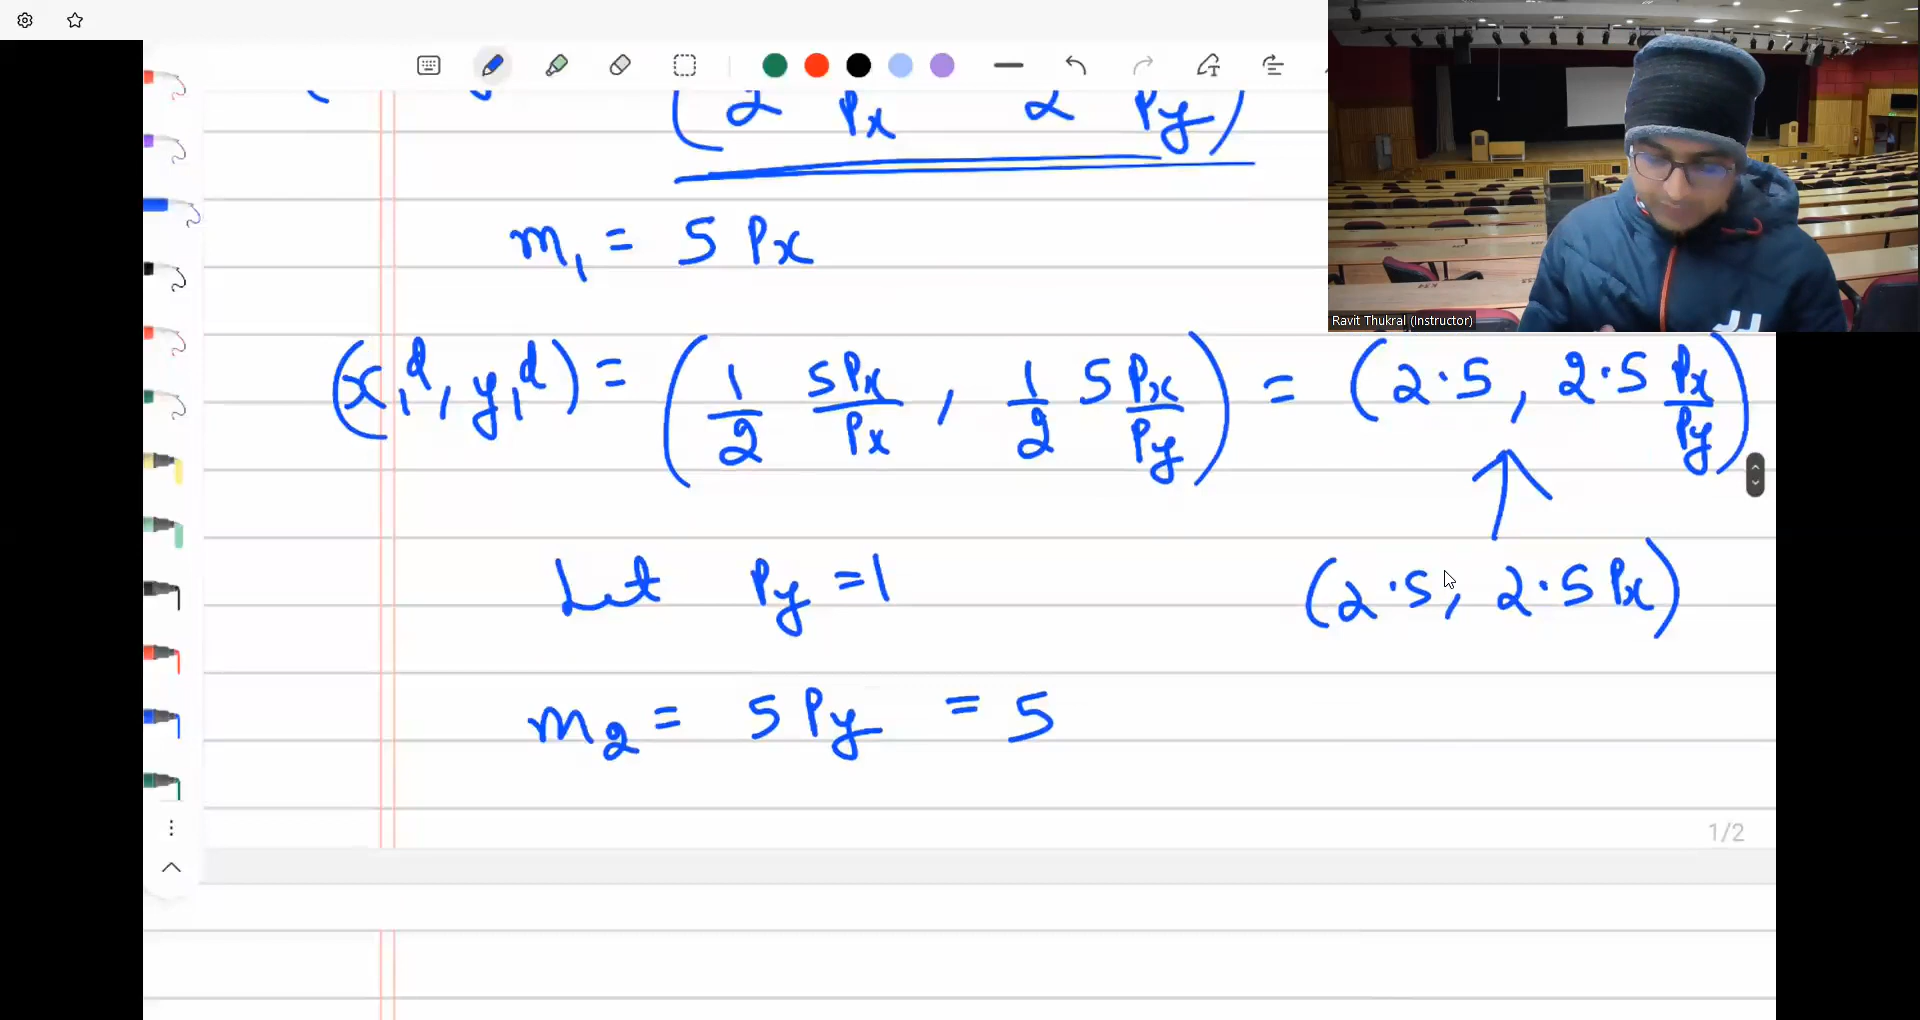 ( 2 Px 2 Py )
m₁ = 5 Px
(x₁ᵈ, y₁ᵈ) = ( 1/2 5Px/Px , 1/2 5 Px/Py ) = ( 2·5 , 2·5 Px/Py )
Let Py = 1 (2·5, 2·5 Px)
m₂ = 5 Py = 5
1/2
Ravit Thukral (Instructor)